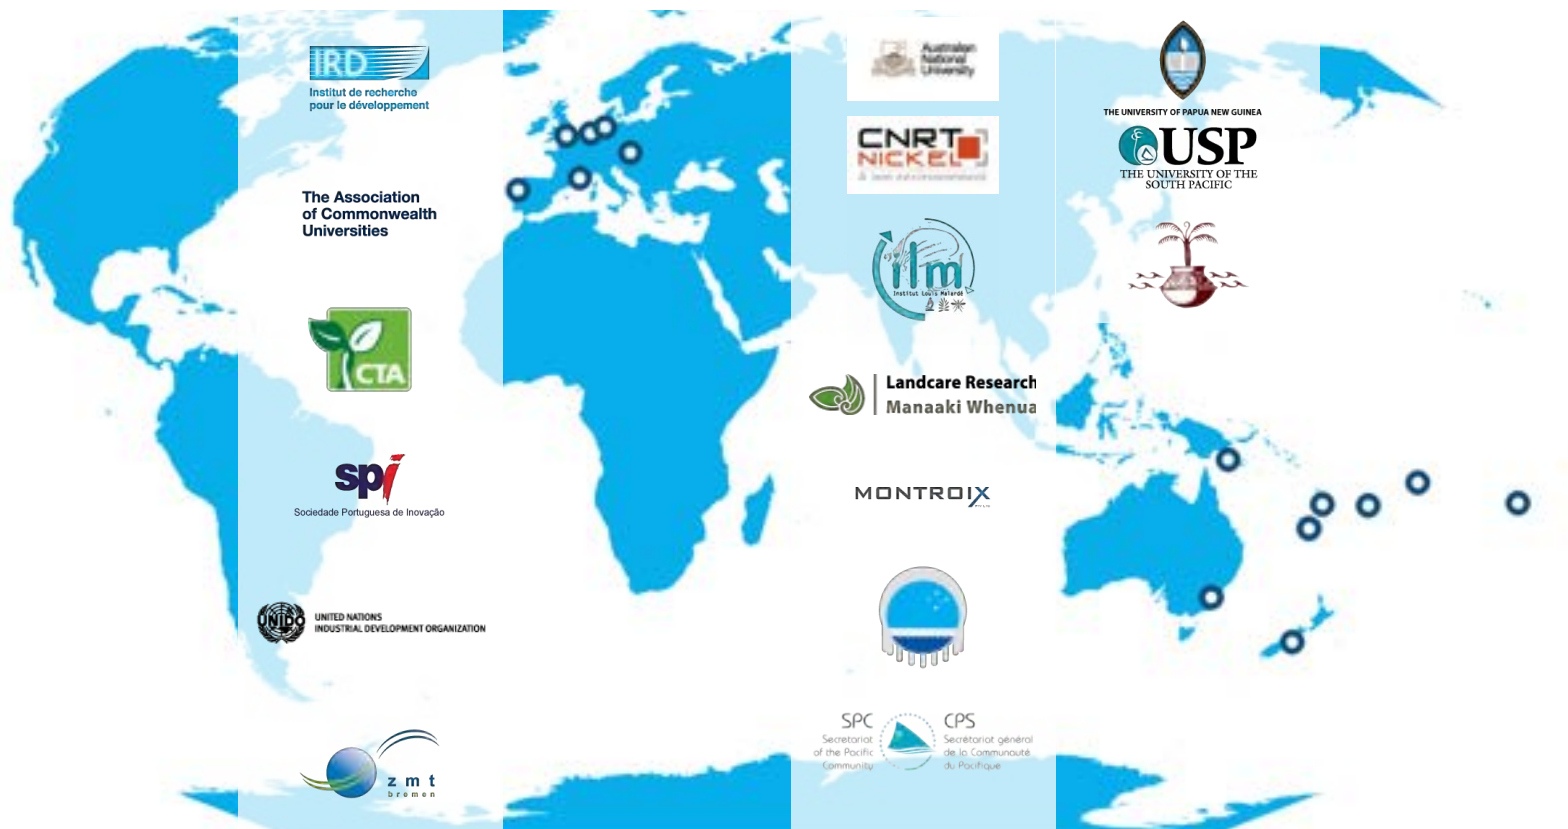 IRD
Institut de recherche
pour le développement
The Association
of Commonwealth
Universities
CTA
spi
Sociedade Portuguesa de Inovação
UNIDO
UNITED NATIONS
INDUSTRIAL DEVELOPMENT ORGANIZATION
zmt
bremen
Australian
National
University
CNRT
NICKEL
ilm
Institut Louis Malardé
Landcare Research
Manaaki Whenua
MONTROIX
SPC
Secretariat
of the Pacific
Community
CPS
Secrétariat général
de la Communauté
du Pacifique
THE UNIVERSITY OF PAPUA NEW GUINEA
USP
THE UNIVERSITY OF THE
SOUTH PACIFIC